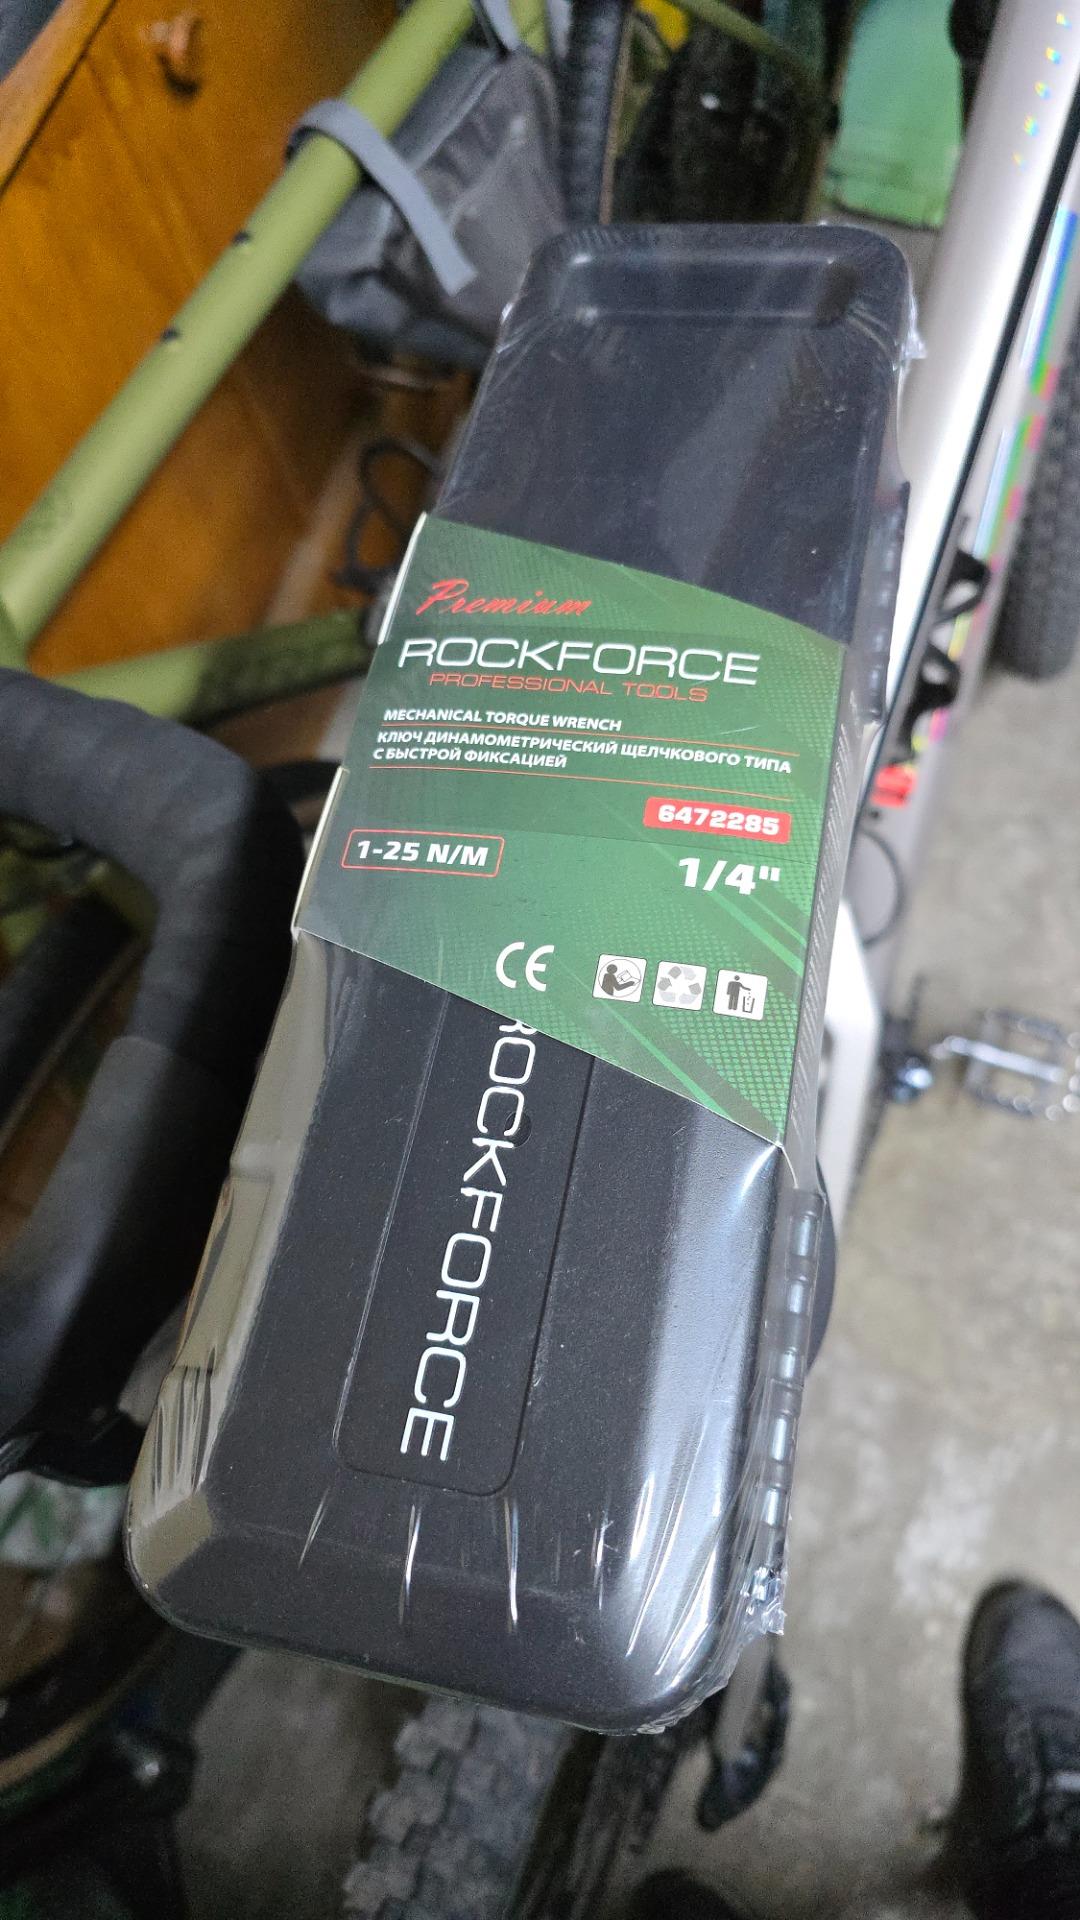 Premium
ROCKFORCE
PROFESSIONAL TOOLS
MECHANICAL TORQUE WRENCH
КЛЮЧ ДИНАМОМЕТРИЧЕСКИЙ ЩЕЛЧКОВОГО ТИПА
С БЫСТРОЙ ФИКСАЦИЕЙ
6472285
1-25 N/M
1/4"
CE
ROCKFORCE